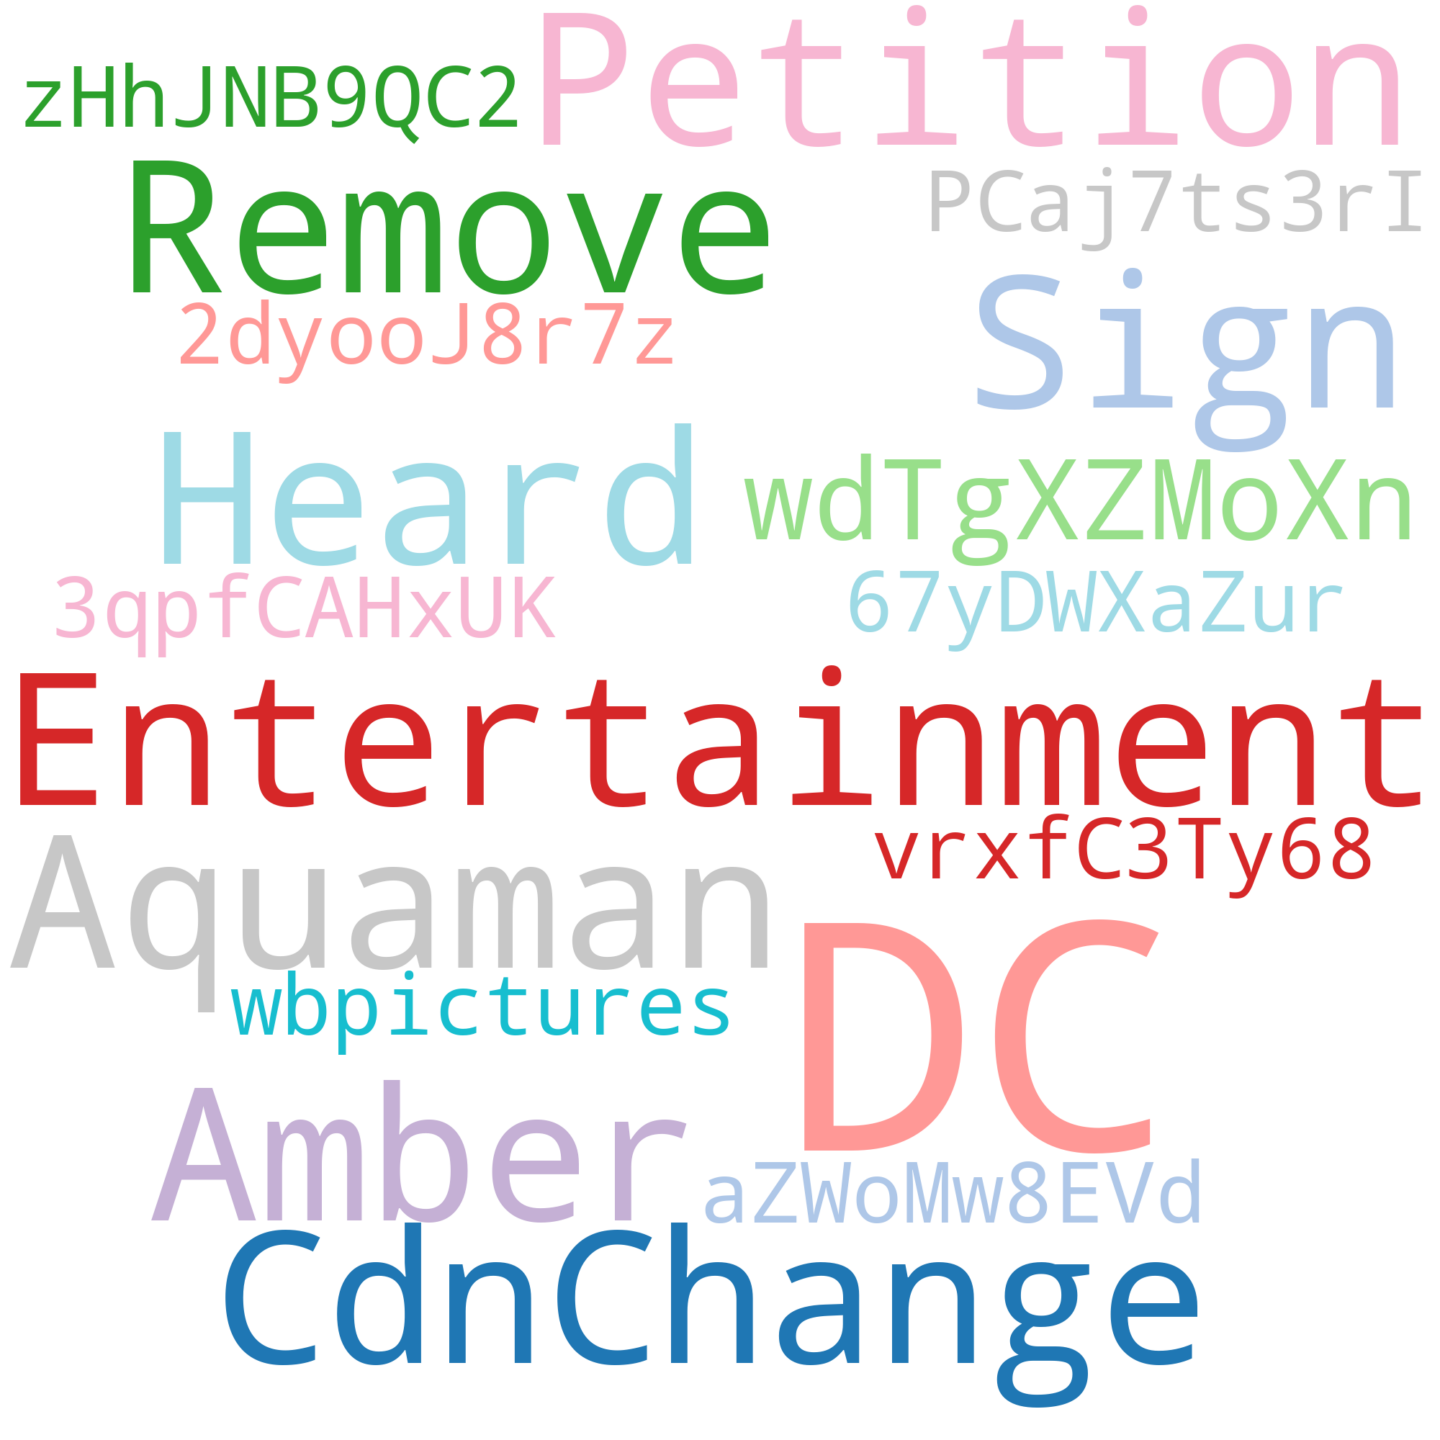 Petition
zHhJNB9QC2
Remove
PCaj7ts3rI
2dyooJ8r7z
Sign
Heard
wdTgXZMoXn
3qpfCAHxUK
67yDWXaZur
Entertainment
vrxfC3Ty68
Aquaman
DC
wbpictures
Amber
aZWoMw8EVd
CdnChange